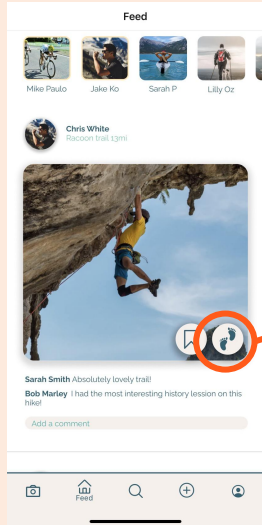 Feed
Mike Paulo Jake Ko Sarah P Lilly Oz
Chris White
Racoon trail 13mi
Sarah Smith Absolutely lovely trail!
Bob Marley I had the most interesting history lession on this
hike!
Add a comment
Feed